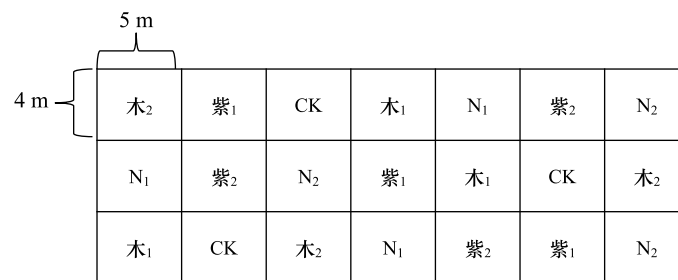 5 m
4 m
木₂ 紫₁ CK 木₁ N₁ 紫₂ N₂
N₁ 紫₂ N₂ 紫₁ 木₁ CK 木₂
木₁ CK 木₂ N₁ 紫₂ 紫₁ N₂